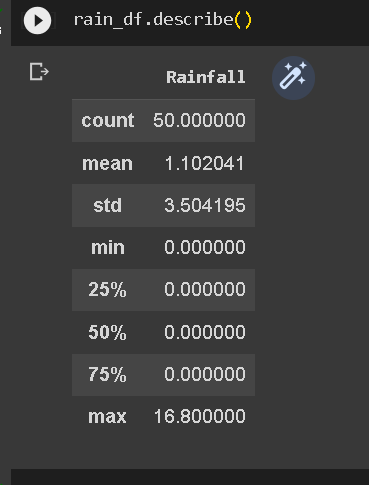 rain_df.describe()
Rainfall
count 50.000000
mean 1.102041
std 3.504195
min 0.000000
25% 0.000000
50% 0.000000
75% 0.000000
max 16.800000